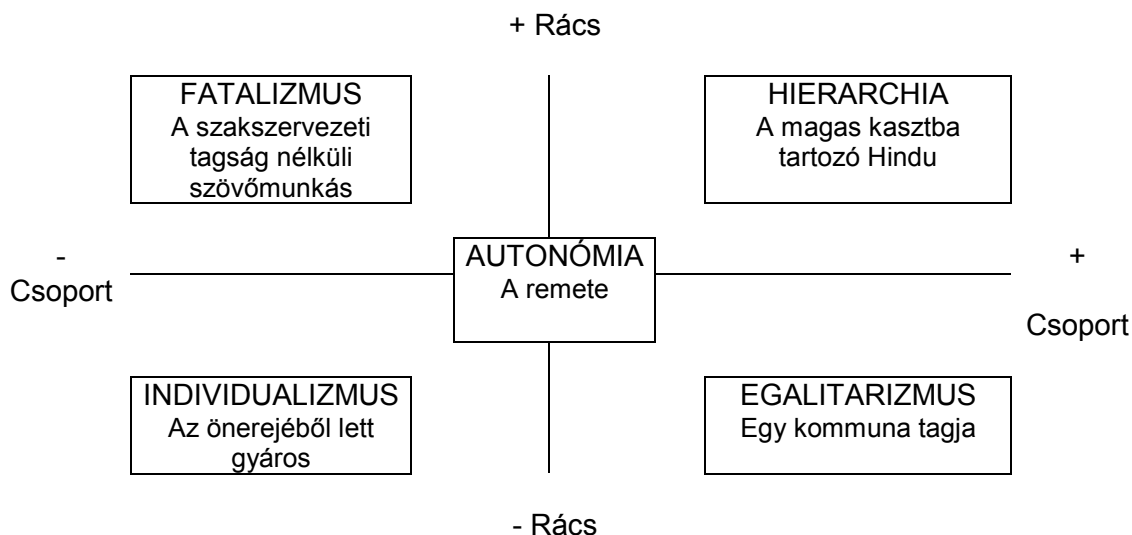 + Rács
FATALIZMUS
A szakszervezeti
tagság nélküli
szövőmunkás
HIERARCHIA
A magas kasztba
tartozó Hindu
-
Csoport
AUTONÓMIA
A remete
+
Csoport
INDIVIDUALIZMUS
Az önerejéből lett
gyáros
EGALITARIZMUS
Egy kommuna tagja
- Rács